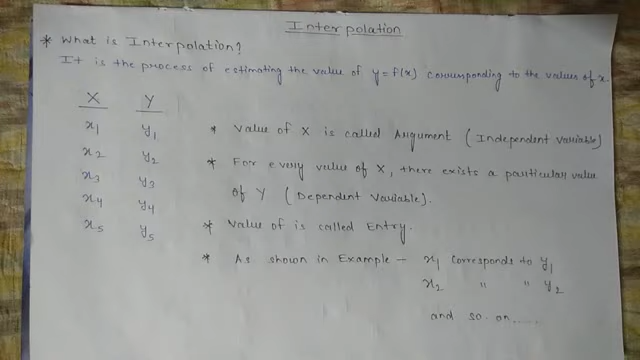 Interpolation
* What is Interpolation?
It is the process of estimating the value of y = f(x) corresponding to the values of x.
X Y
x1 y1
x2 y2
x3 y3
x4 y4
x5 y5
* Value of X is called Argument (Independent Variable)
* For every value of X, there exists a particular value
of Y (Dependent Variable).
* Value of is called Entry.
* As shown in Example - x1 corresponds to y1
x2 " " y2
and so on.....